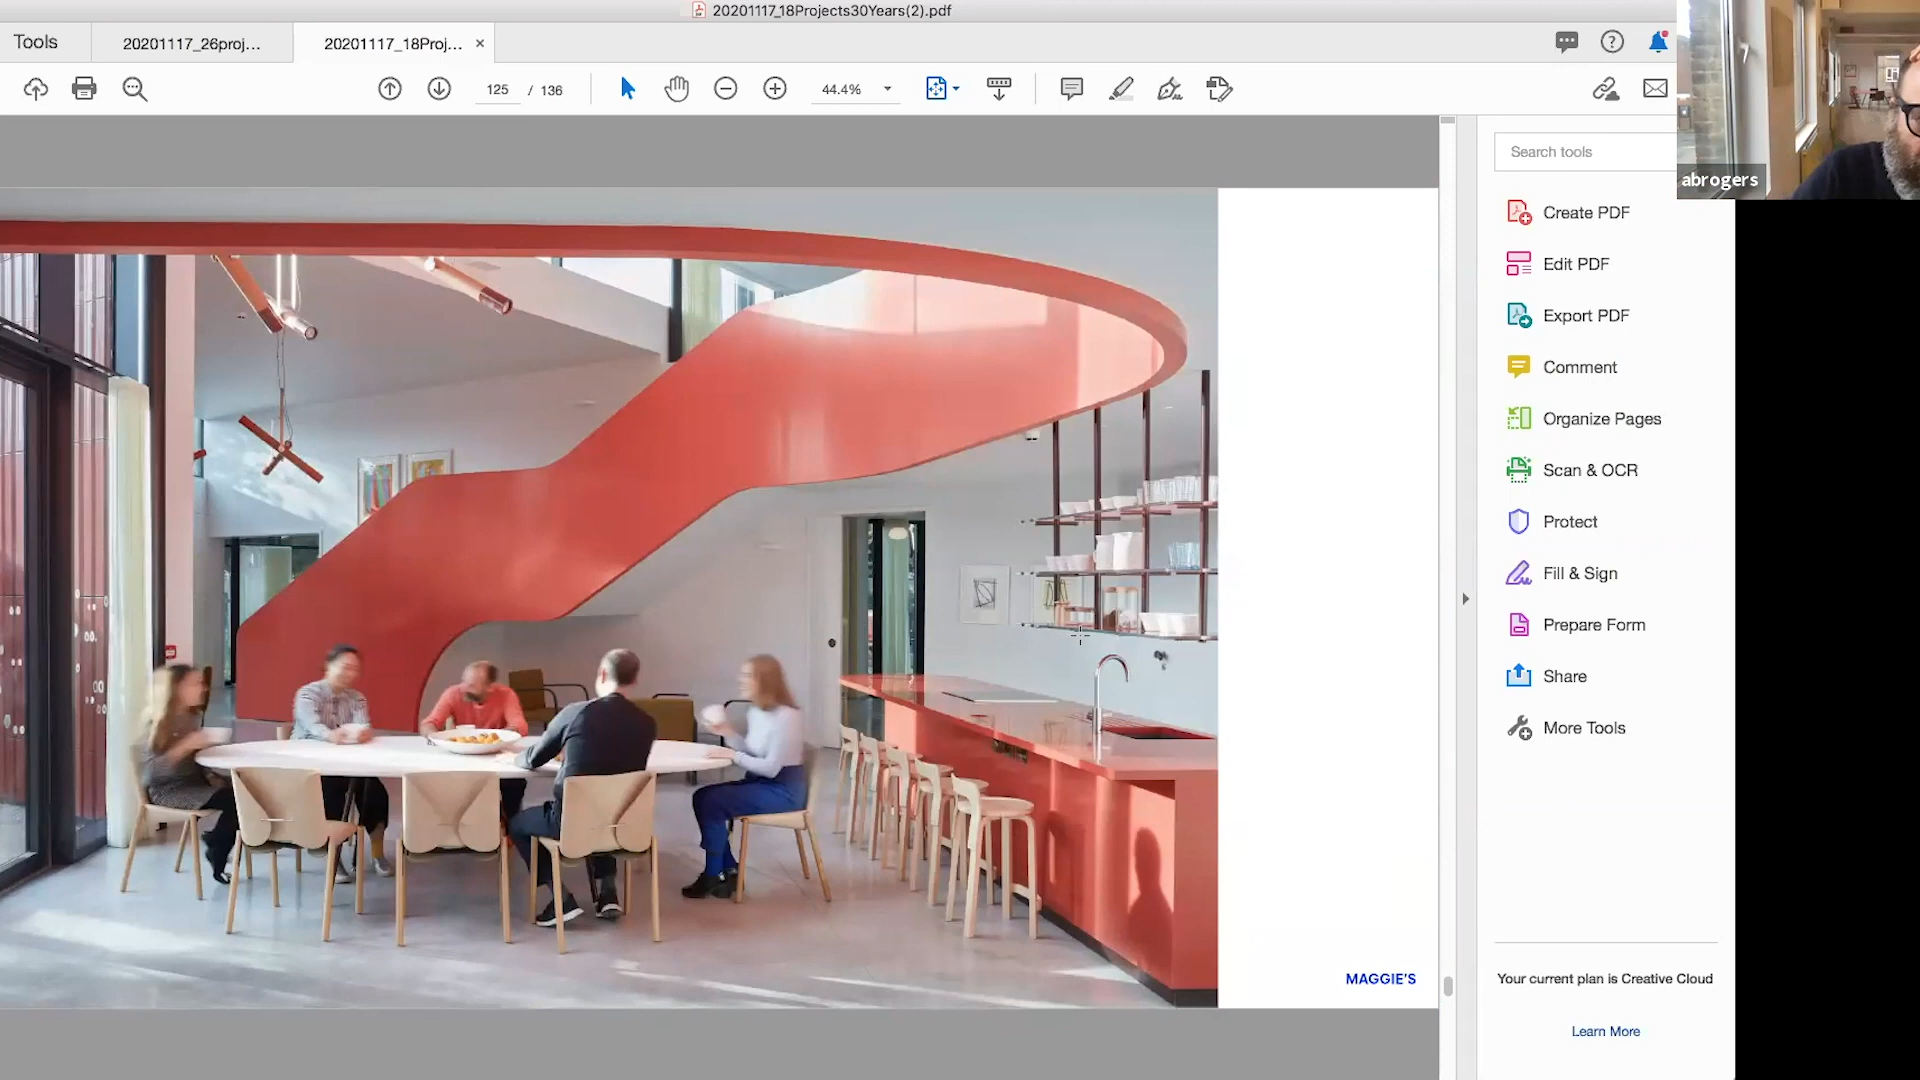 20201117_18Projects30Years(2).pdf
Tools
20201117_26proj...
20201117_18Proj...
125 / 136
44.4%
Search tools
abrogers
Create PDF
Edit PDF
Export PDF
Comment
Organize Pages
Scan & OCR
Protect
Fill & Sign
Prepare Form
Share
More Tools
MAGGIE'S
Your current plan is Creative Cloud
Learn More